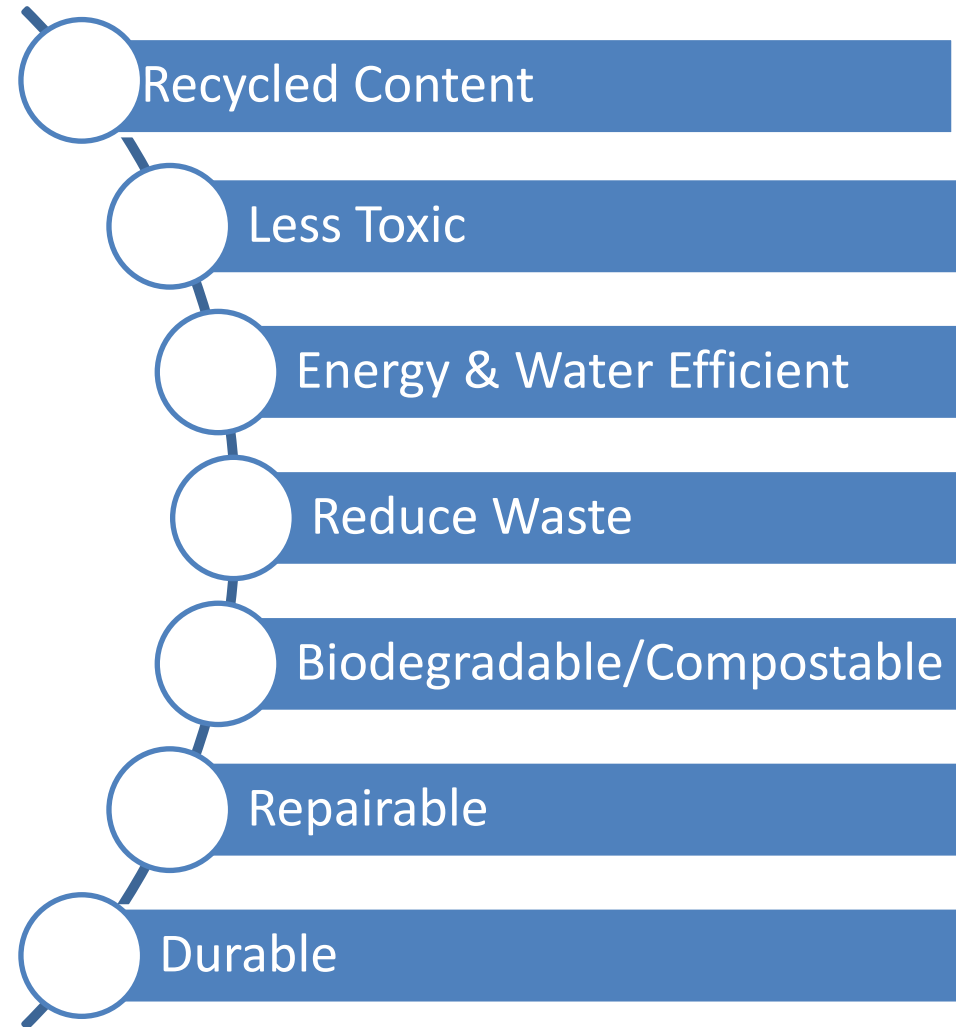 Recycled Content
Less Toxic
Energy & Water Efficient
Reduce Waste
Biodegradable/Compostable
Repairable
Durable